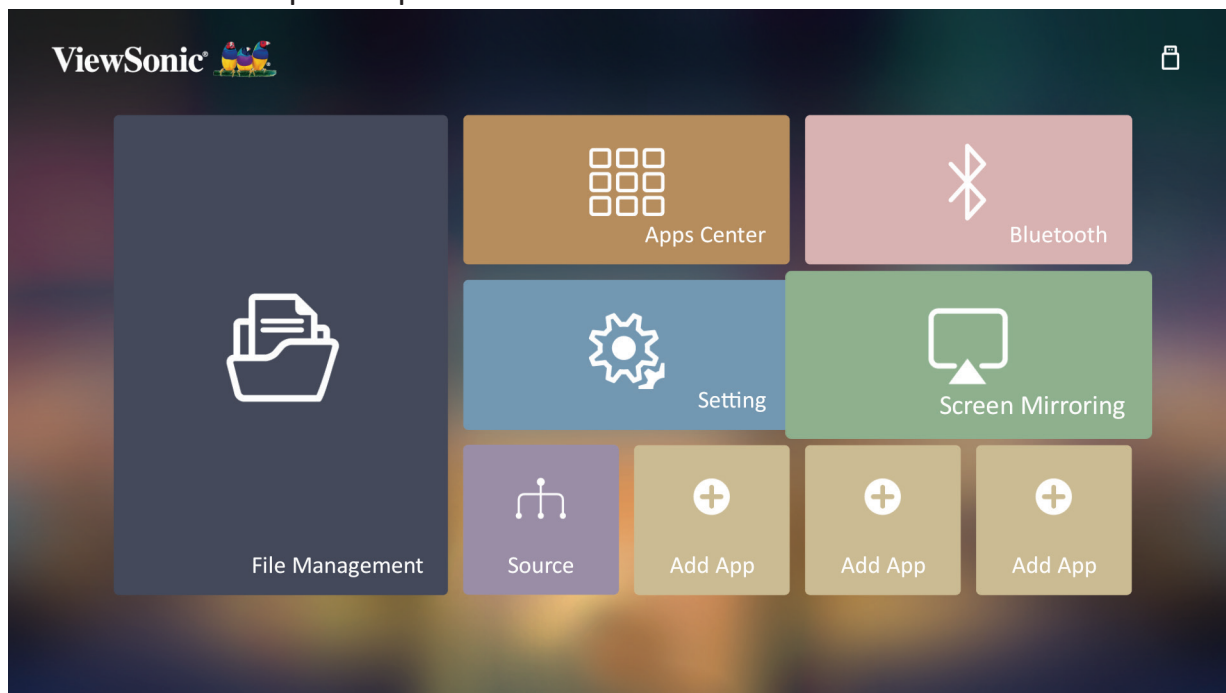 ViewSonic®
Apps Center
Bluetooth
Setting
Screen Mirroring
File Management
Source
Add App
Add App
Add App